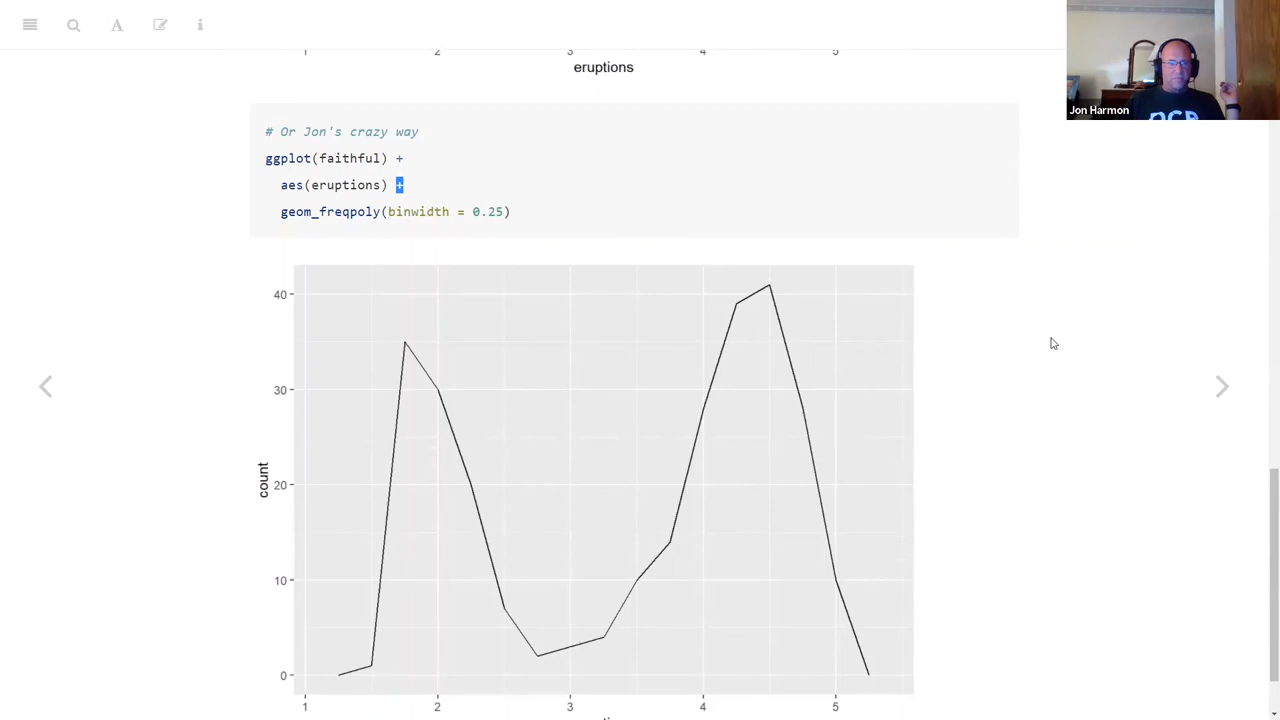 1 2 3 4 5
eruptions
Jon Harmon
# Or Jon's crazy way
ggplot(faithful) +
aes(eruptions) +
geom_freqpoly(binwidth = 0.25)
40
30
20
10
0
count
1 2 3 4 5